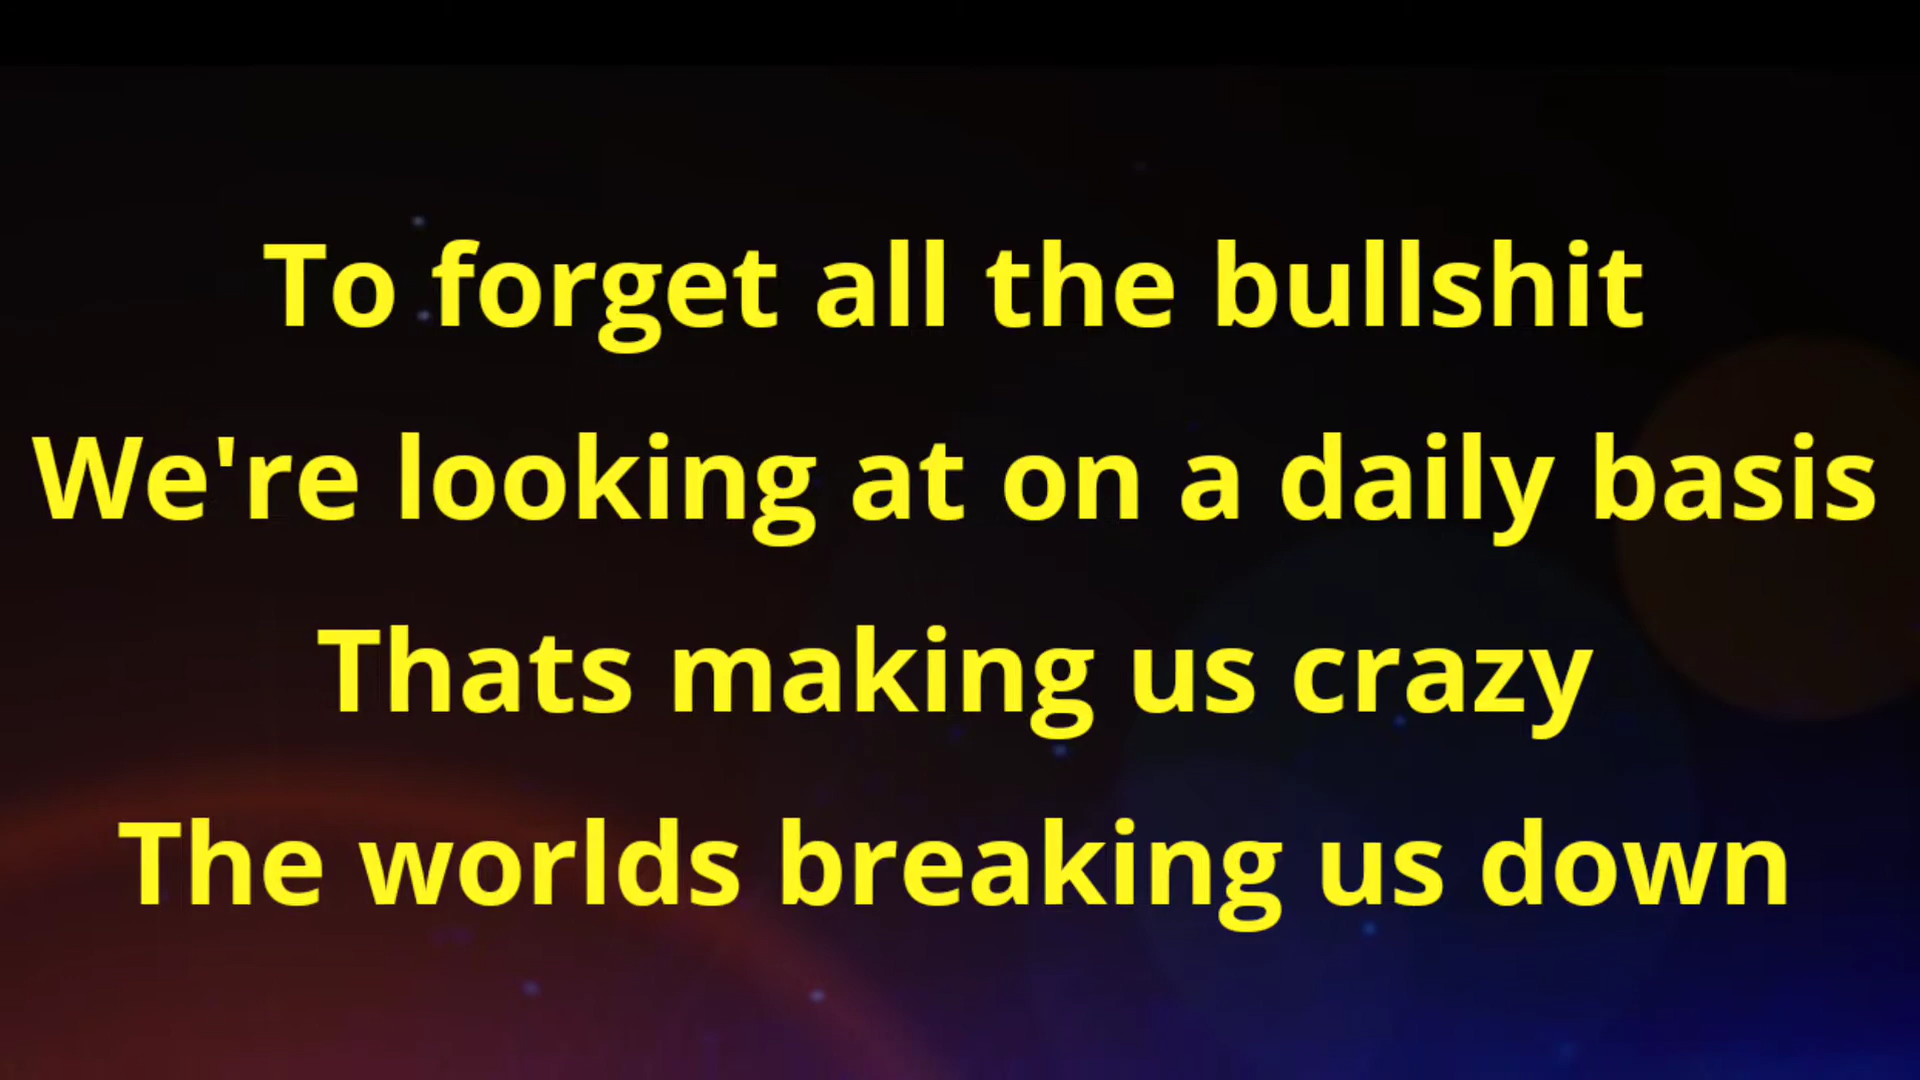 To forget all the bullshit
We're looking at on a daily basis
Thats making us crazy
The worlds breaking us down